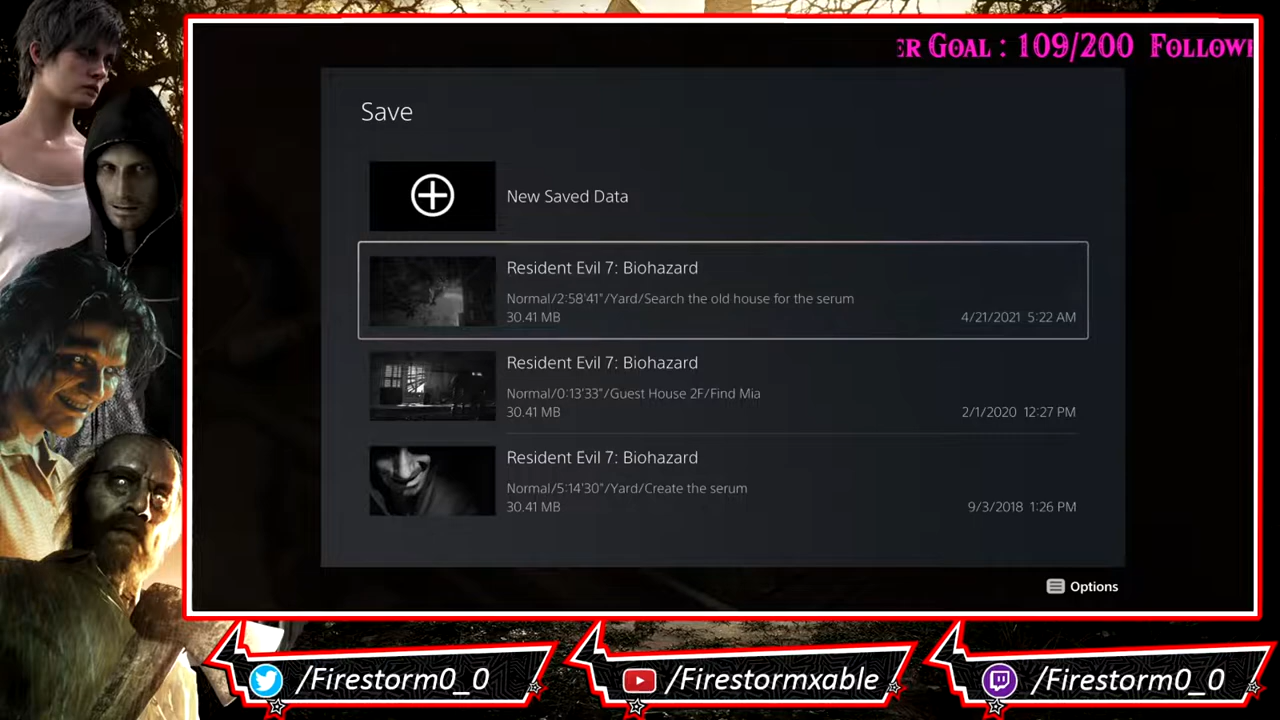 ER GOAL : 109/200 FOLLOWE
Save
New Saved Data
Resident Evil 7: Biohazard
Normal/2:58'41"/Yard/Search the old house for the serum
30.41 MB 4/21/2021 5:22 AM
Resident Evil 7: Biohazard
Normal/0:13'33"/Guest House 2F/Find Mia
30.41 MB 2/1/2020 12:27 PM
Resident Evil 7: Biohazard
Normal/5:14'30"/Yard/Create the serum
30.41 MB 9/3/2018 1:26 PM
Options
/Firestorm0_0 /Firestormxable /Firestorm0_0